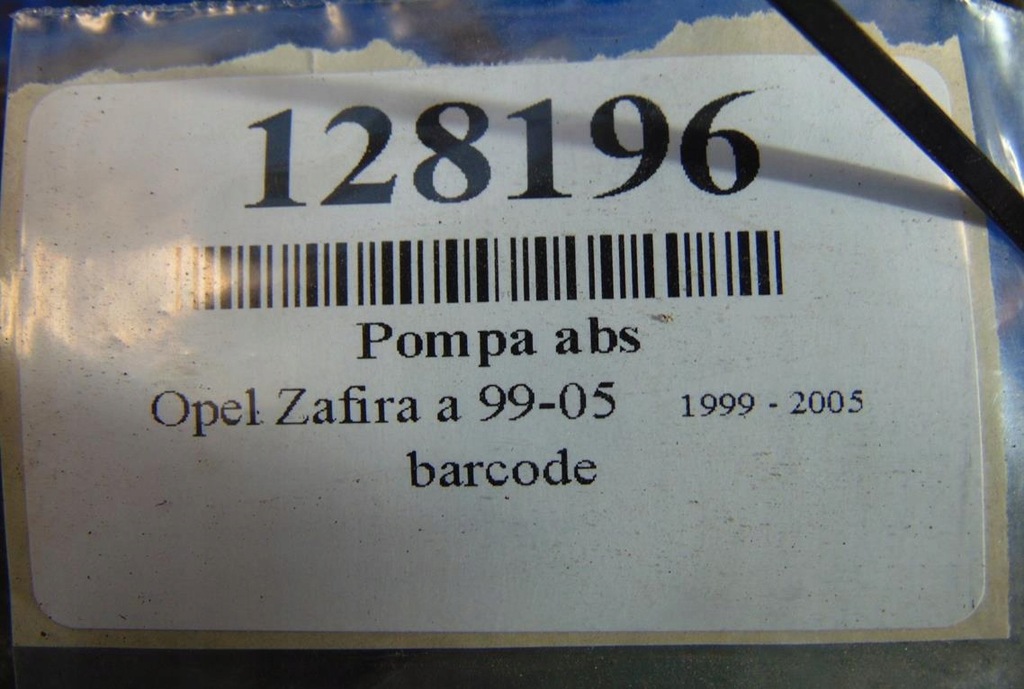 128196
Pompa abs
Opel Zafira a 99-05 1999 - 2005
barcode